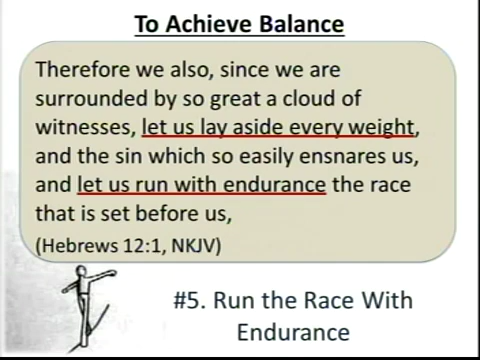 To Achieve Balance
Therefore we also, since we are
surrounded by so great a cloud of
witnesses, let us lay aside every weight,
and the sin which so easily ensnares us,
and let us run with endurance the race
that is set before us,
(Hebrews 12:1, NKJV)
#5. Run the Race With
Endurance